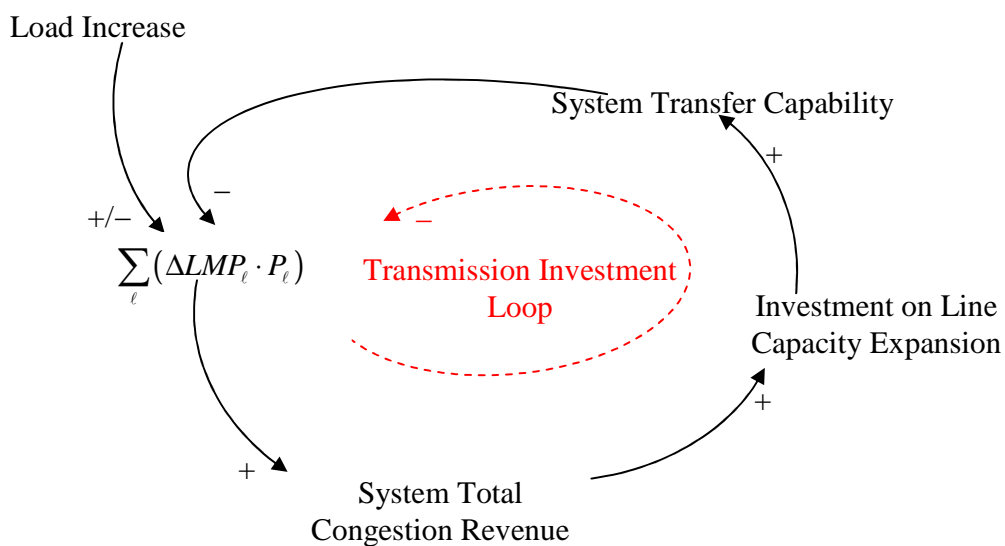 Load Increase
System Transfer Capability
+
−
+/−
−
∑ℓ(ΔLMPℓ · Pℓ)
Transmission Investment
Loop
Investment on Line
Capacity Expansion
+
+
System Total
Congestion Revenue